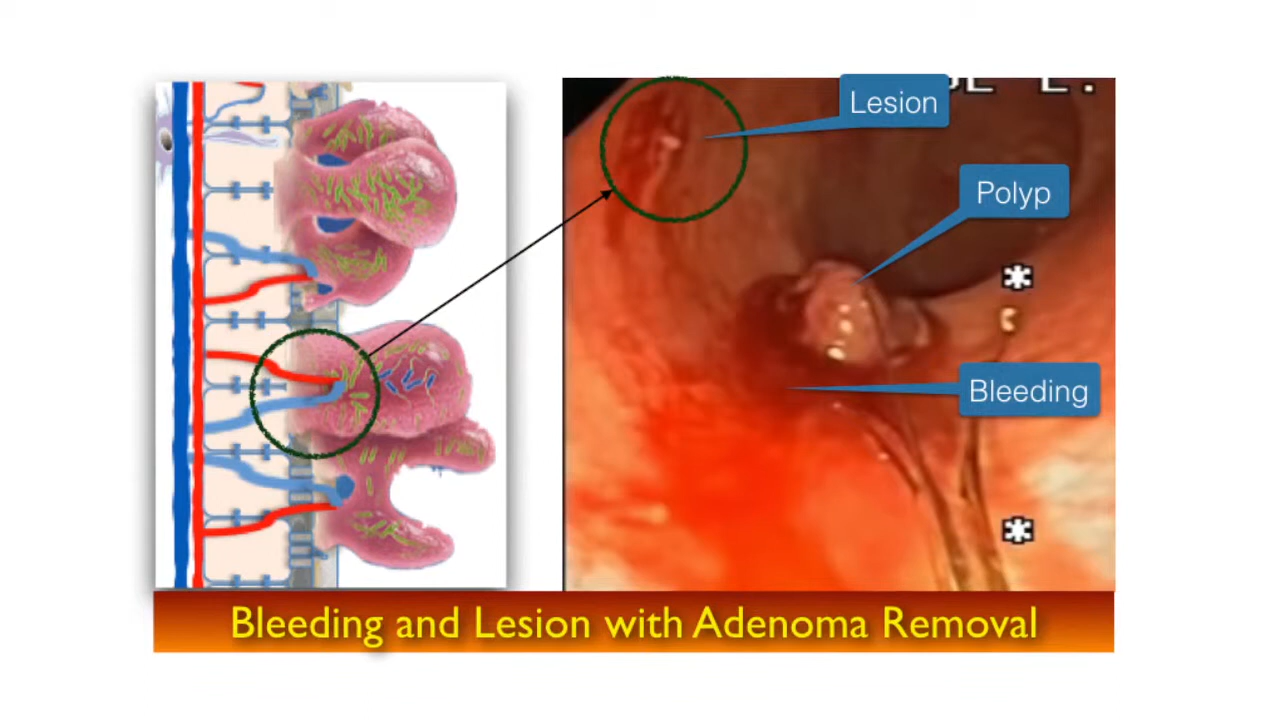 Lesion
Polyp
Bleeding
Bleeding and Lesion with Adenoma Removal